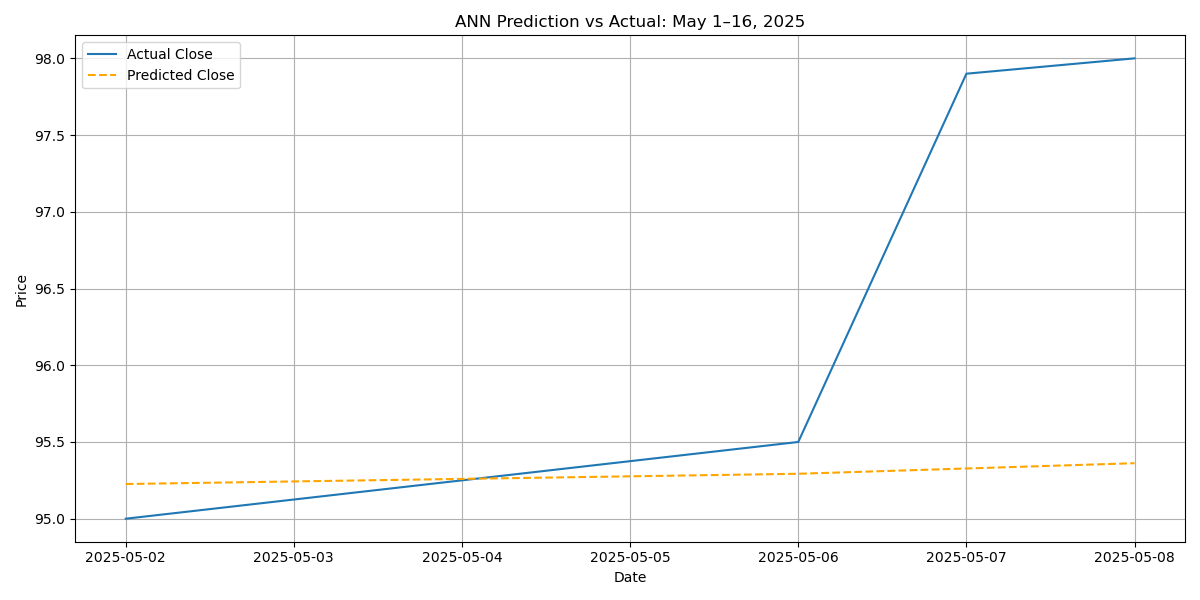 ANN Prediction vs Actual: May 1–16, 2025
Actual Close
Predicted Close
98.0
97.5
97.0
96.5
96.0
95.5
95.0
Price
2025-05-02 2025-05-03 2025-05-04 2025-05-05 2025-05-06 2025-05-07 2025-05-08
Date